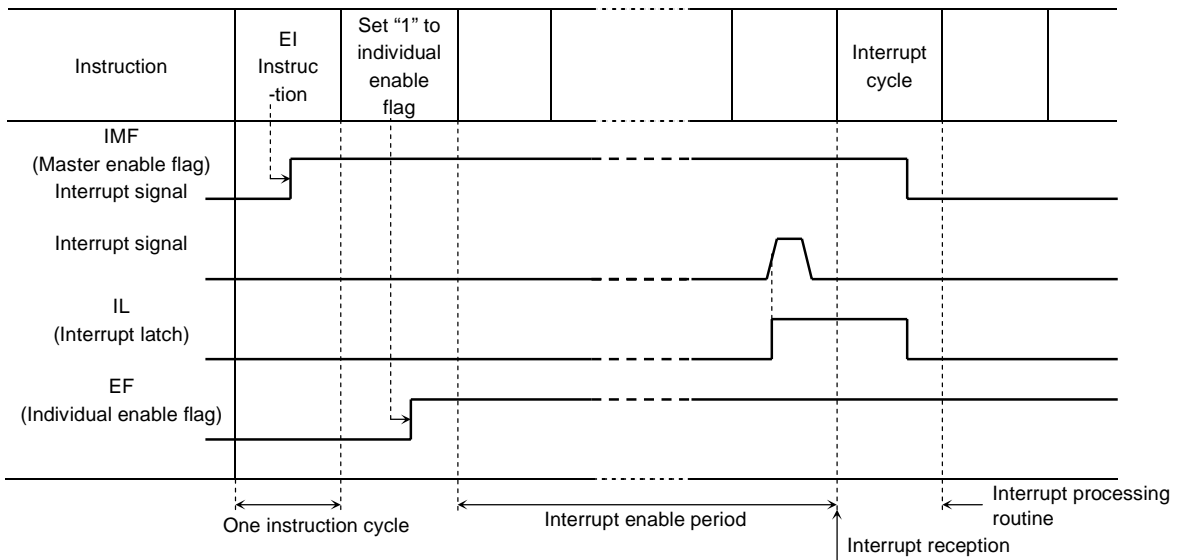 Instruction
EI
Instruc
-tion
Set “1” to
individual
enable
flag
Interrupt
cycle
IMF
(Master enable flag)
Interrupt signal
Interrupt signal
IL
(Interrupt latch)
EF
(Individual enable flag)
One instruction cycle
Interrupt enable period
Interrupt processing
routine
Interrupt reception